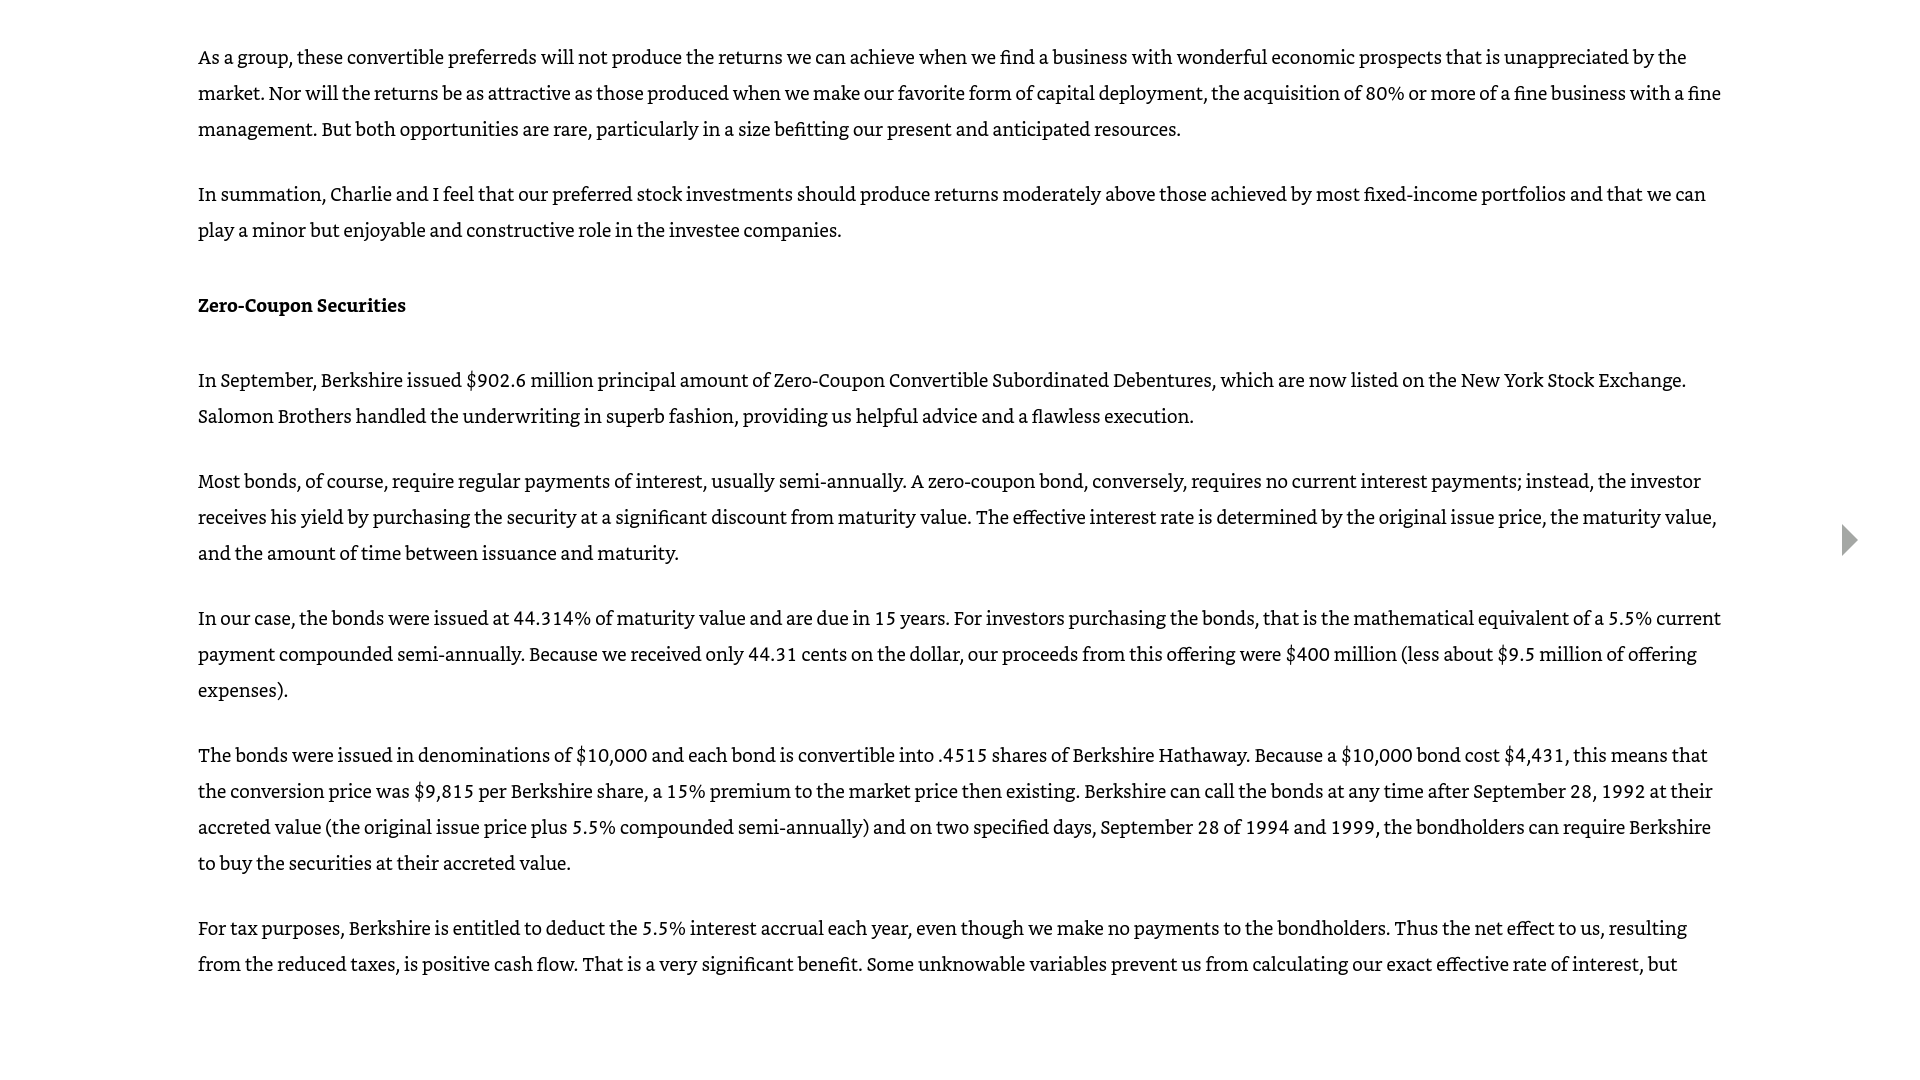 As a group, these convertible preferreds will not produce the returns we can achieve when we find a business with wonderful economic prospects that is unappreciated by the
market. Nor will the returns be as attractive as those produced when we make our favorite form of capital deployment, the acquisition of 80% or more of a fine business with a fine
management. But both opportunities are rare, particularly in a size befitting our present and anticipated resources.
In summation, Charlie and I feel that our preferred stock investments should produce returns moderately above those achieved by most fixed-income portfolios and that we can
play a minor but enjoyable and constructive role in the investee companies.
Zero-Coupon Securities
In September, Berkshire issued $902.6 million principal amount of Zero-Coupon Convertible Subordinated Debentures, which are now listed on the New York Stock Exchange.
Salomon Brothers handled the underwriting in superb fashion, providing us helpful advice and a flawless execution.
Most bonds, of course, require regular payments of interest, usually semi-annually. A zero-coupon bond, conversely, requires no current interest payments; instead, the investor
receives his yield by purchasing the security at a significant discount from maturity value. The effective interest rate is determined by the original issue price, the maturity value,
and the amount of time between issuance and maturity.
In our case, the bonds were issued at 44.314% of maturity value and are due in 15 years. For investors purchasing the bonds, that is the mathematical equivalent of a 5.5% current
payment compounded semi-annually. Because we received only 44.31 cents on the dollar, our proceeds from this offering were $400 million (less about $9.5 million of offering
expenses).
The bonds were issued in denominations of $10,000 and each bond is convertible into .4515 shares of Berkshire Hathaway. Because a $10,000 bond cost $4,431, this means that
the conversion price was $9,815 per Berkshire share, a 15% premium to the market price then existing. Berkshire can call the bonds at any time after September 28, 1992 at their
accreted value (the original issue price plus 5.5% compounded semi-annually) and on two specified days, September 28 of 1994 and 1999, the bondholders can require Berkshire
to buy the securities at their accreted value.
For tax purposes, Berkshire is entitled to deduct the 5.5% interest accrual each year, even though we make no payments to the bondholders. Thus the net effect to us, resulting
from the reduced taxes, is positive cash flow. That is a very significant benefit. Some unknowable variables prevent us from calculating our exact effective rate of interest, but